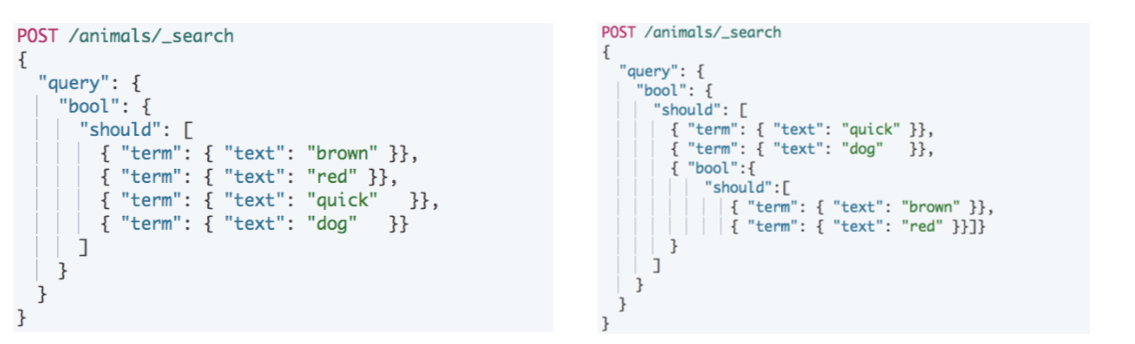 POST /animals/_search
{
  "query": {
    "bool": {
      "should": [
        { "term": { "text": "brown" }},
        { "term": { "text": "red" }},
        { "term": { "text": "quick"   }},
        { "term": { "text": "dog"   }}
      ]
    }
  }
}
POST /animals/_search
{
  "query": {
    "bool": {
      "should": [
        { "term": { "text": "quick" }},
        { "term": { "text": "dog"   }},
        { "bool":{
            "should":[
              { "term": { "text": "brown" }},
              { "term": { "text": "red" }}]}
        }
      ]
    }
  }
}